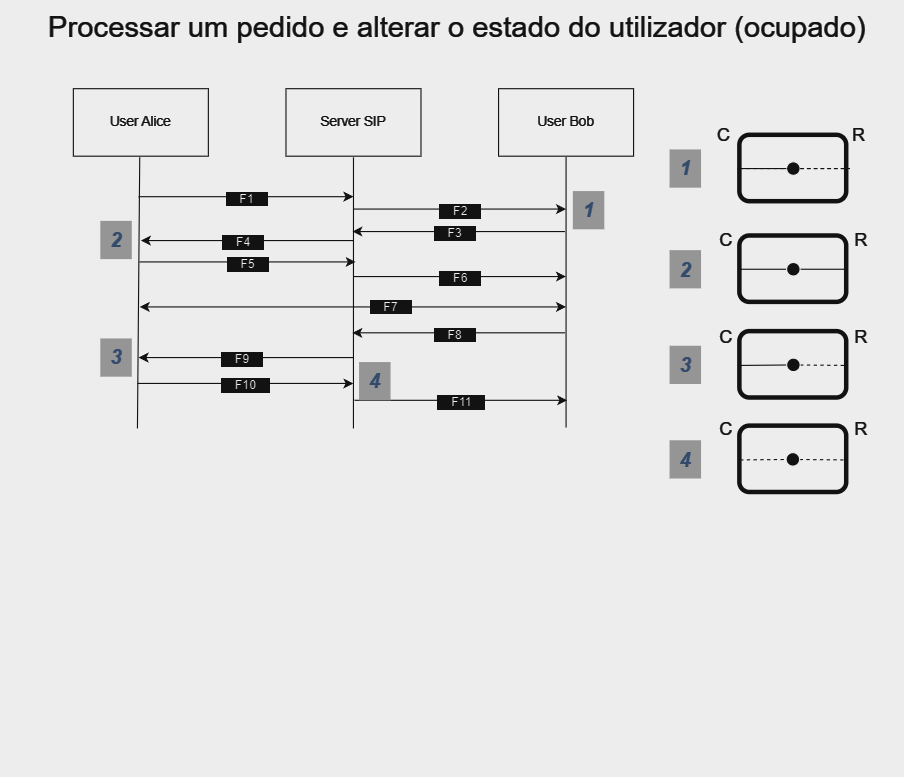 Processar um pedido e alterar o estado do utilizador (ocupado)
User Alice
Server SIP
User Bob
F1
F2
F3
F4
F5
F6
F7
F8
F9
F10
F11
1
2
3
4
C
R
1
C
R
2
C
R
3
C
R
4